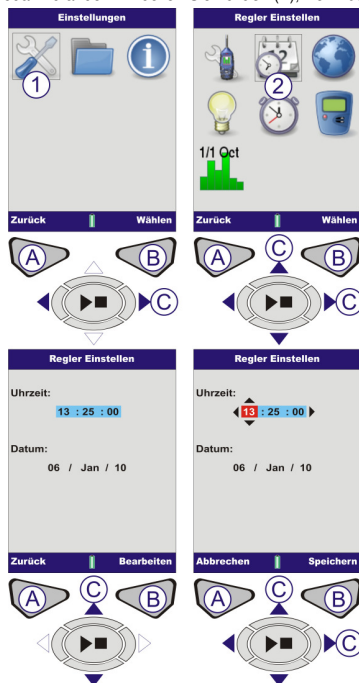 Einstellungen
1
Zurück Wählen
A B
C
Regler Einstellen
2
1/1 Oct
Zurück Wählen
C
A B
C
Regler Einstellen
Uhrzeit:
13 : 25 : 00
Datum:
06 / Jan / 10
Zurück Bearbeiten
C
A B
Regler Einstellen
Uhrzeit:
13 : 25 : 00
Datum:
06 / Jan / 10
Abbrechen Speichern
C
A B
C